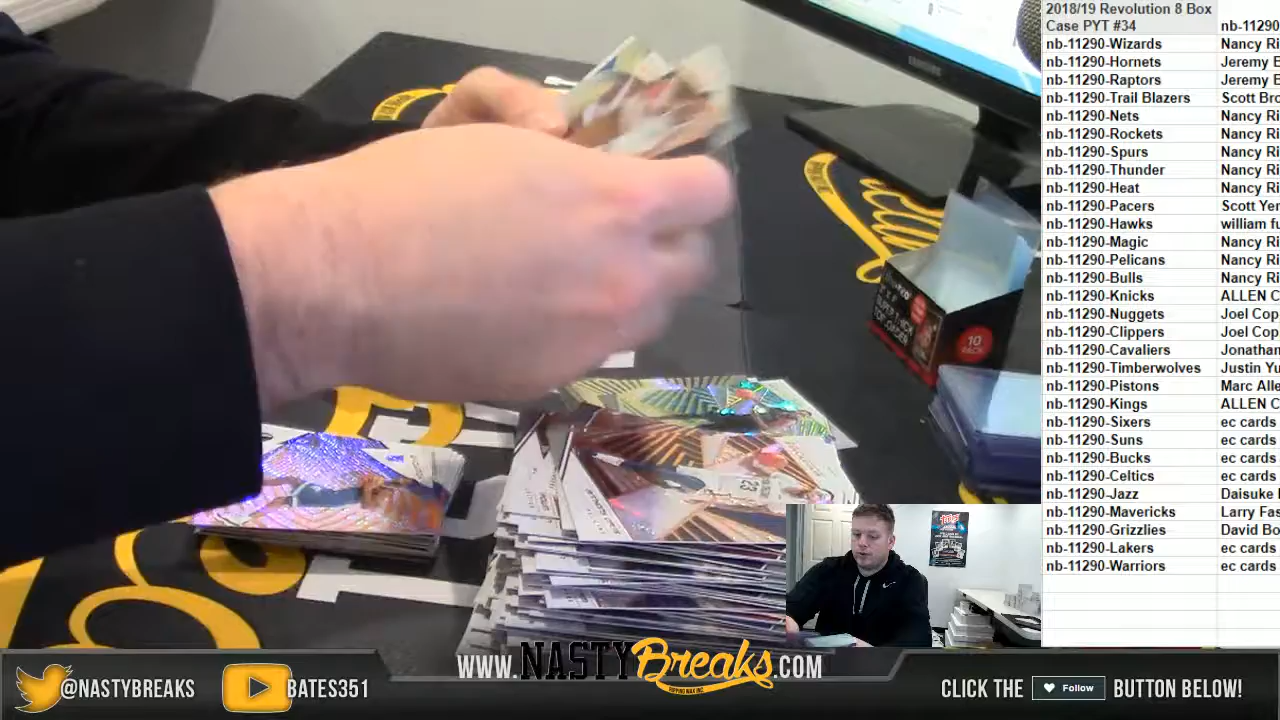 2018/19 Revolution 8 Box
Case PYT #34 nb-11290
nb-11290-Wizards Nancy Ri
nb-11290-Hornets Jeremy E
nb-11290-Raptors Jeremy E
nb-11290-Trail Blazers Scott Bro
nb-11290-Nets Nancy Ri
nb-11290-Rockets Nancy Ri
nb-11290-Spurs Nancy Ri
nb-11290-Thunder Nancy Ri
nb-11290-Heat Nancy Ri
nb-11290-Pacers Scott Yer
nb-11290-Hawks william fu
nb-11290-Magic Nancy Ri
nb-11290-Pelicans Nancy Ri
nb-11290-Bulls Nancy Ri
nb-11290-Knicks ALLEN C
nb-11290-Nuggets Joel Cop
nb-11290-Clippers Joel Cop
nb-11290-Cavaliers Jonathan
nb-11290-Timberwolves Justin Yu
nb-11290-Pistons Marc Alle
nb-11290-Kings ALLEN C
nb-11290-Sixers ec cards
nb-11290-Suns ec cards
nb-11290-Bucks ec cards
nb-11290-Celtics ec cards
nb-11290-Jazz Daisuke I
nb-11290-Mavericks Larry Fas
nb-11290-Grizzlies David Bo
nb-11290-Lakers ec cards
nb-11290-Warriors ec cards
SAMSUNG
10
PACK
23
@NASTYBREAKS
BATES351
WWW.NASTYBreaks.COM
RIPPING WAX INC.
CLICK THE Follow BUTTON BELOW!